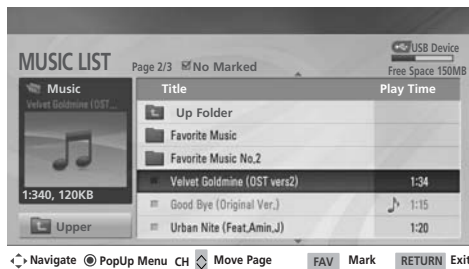 USB Device
MUSIC LIST
Page 2/3 No Marked
Free Space 150MB
Music
Title Play Time
Velvet Goldmine (OST...
Up Folder
Favorite Music
Favorite Music No,2
Velvet Goldmine (OST vers2) 1:34
1:340, 120KB
Good Bye (Original Ver,) 1:15
Upper
Urban Nite (Feat,Amin,J) 1:20
Navigate PopUp Menu CH Move Page FAV Mark RETURN Exit